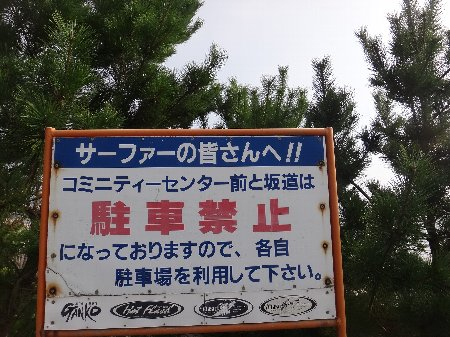 サーファーの皆さんへ!!
コミニティーセンター前と坂道は
駐車禁止
になっておりますので、各自
駐車場を利用して下さい。
GANKO